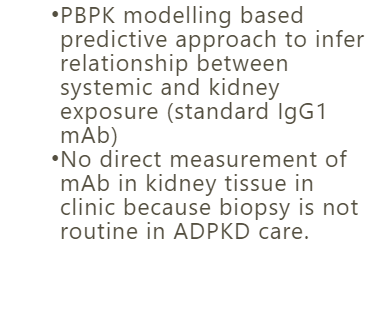 •PBPK modelling based
predictive approach to infer
relationship between
systemic and kidney
exposure (standard IgG1
mAb)
•No direct measurement of
mAb in kidney tissue in
clinic because biopsy is not
routine in ADPKD care.